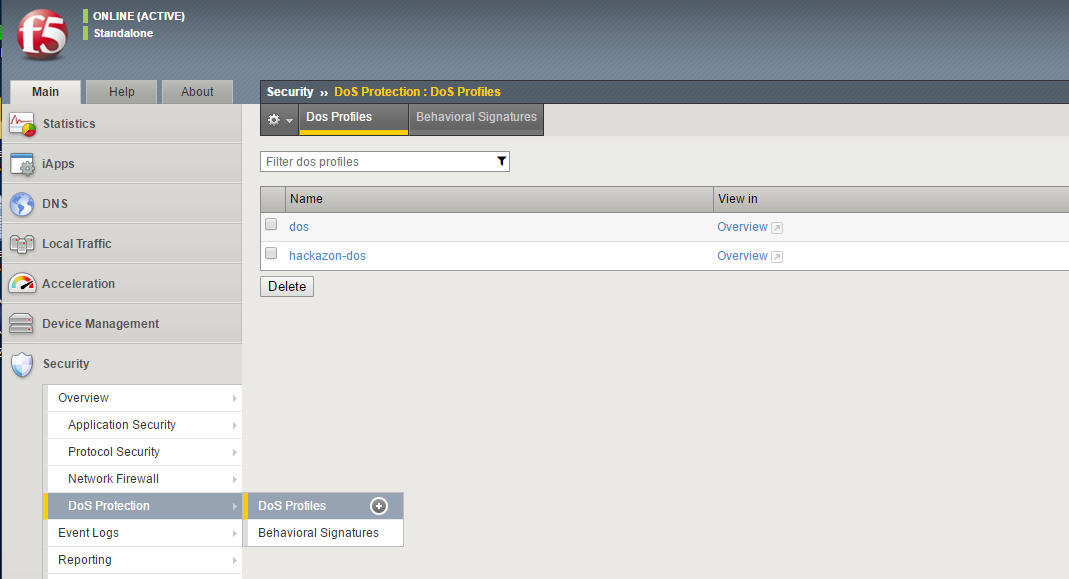 f5
ONLINE (ACTIVE)
Standalone
Main Help About
Security ›› DoS Protection : DoS Profiles
Dos Profiles Behavioral Signatures
Filter dos profiles
Name View in
dos Overview
hackazon-dos Overview
Delete
Statistics
iApps
DNS
Local Traffic
Acceleration
Device Management
Security
Overview
Application Security
Protocol Security
Network Firewall
DoS Protection
Event Logs
Reporting
DoS Profiles
Behavioral Signatures